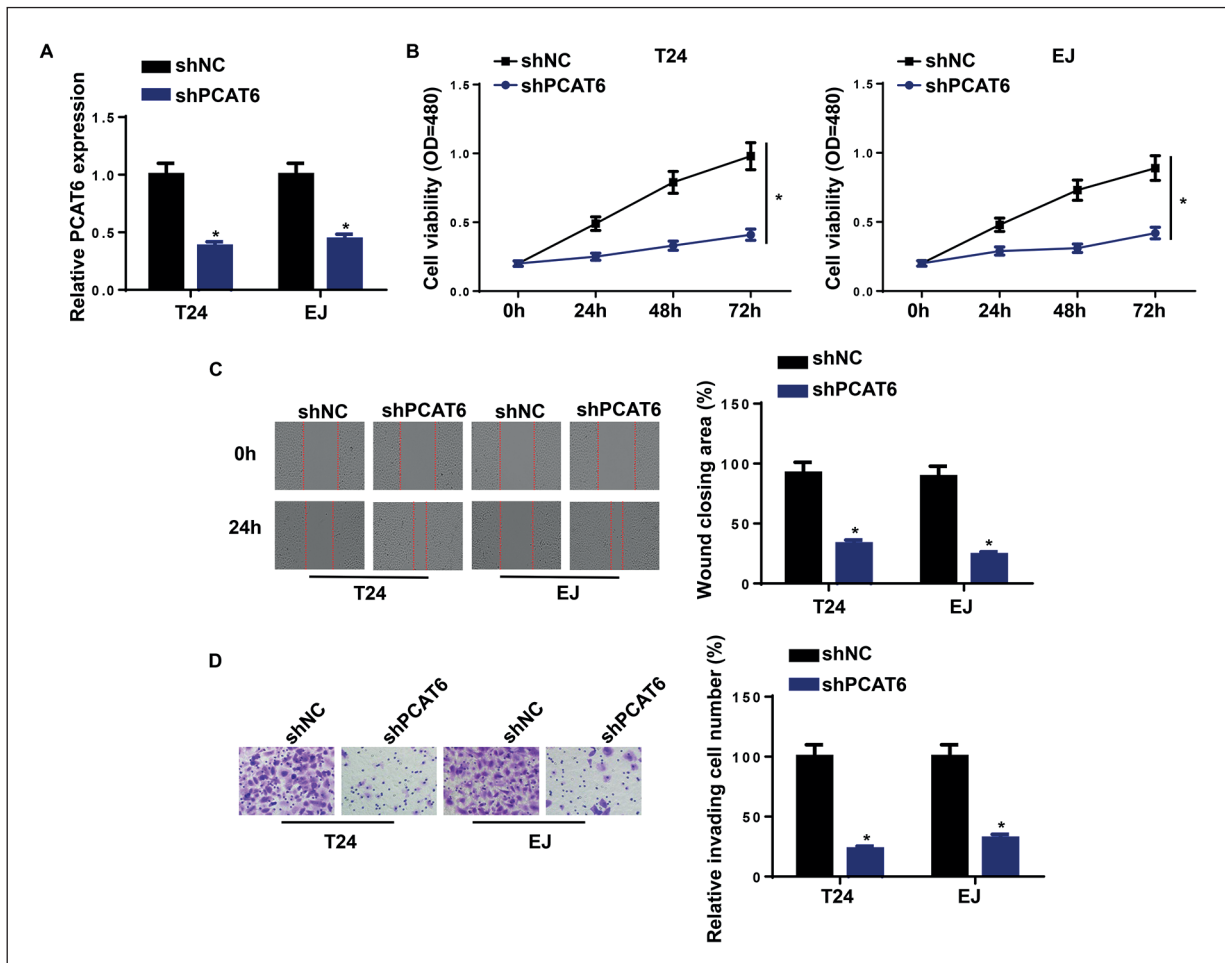 A
shNC
shPCAT6
Relative PCAT6 expression
1.5
1.0
0.5
0.0
*
*
T24
EJ
B
T24
shNC
shPCAT6
Cell viability (OD=480)
1.5
1.0
0.5
0.0
*
0h
24h
48h
72h
EJ
shNC
shPCAT6
Cell viability (OD=480)
1.5
1.0
0.5
0.0
*
0h
24h
48h
72h
C
shNC
shPCAT6
shNC
shPCAT6
0h
24h
T24
EJ
shNC
shPCAT6
Wound closing area (%)
150
100
50
0
*
*
T24
EJ
D
shNC
shPCAT6
shNC
shPCAT6
T24
EJ
shNC
shPCAT6
Relative invading cell number (%)
150
100
50
0
*
*
T24
EJ